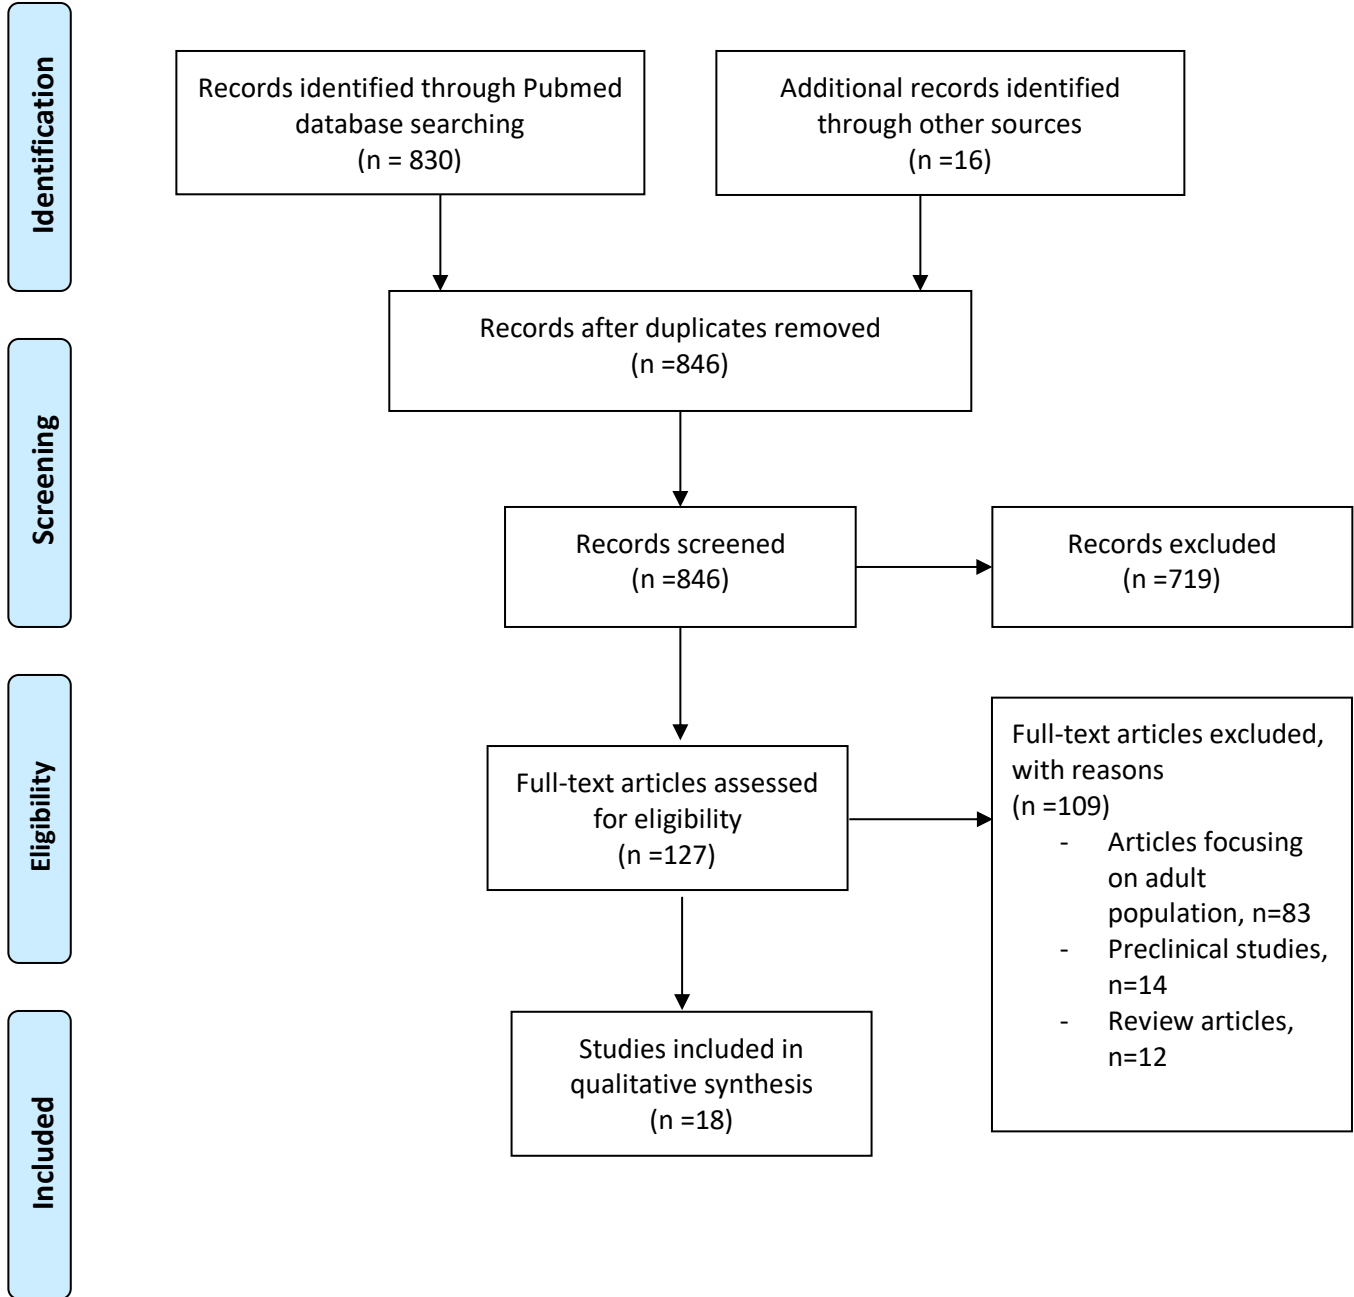 Identification
Records identified through Pubmed
database searching
(n = 830)
Additional records identified
through other sources
(n =16)
Records after duplicates removed
(n =846)
Screening
Records screened
(n =846)
Records excluded
(n =719)
Eligibility
Full-text articles assessed
for eligibility
(n =127)
Full-text articles excluded,
with reasons
(n =109)
- Articles focusing
on adult
population, n=83
- Preclinical studies,
n=14
- Review articles,
n=12
Included
Studies included in
qualitative synthesis
(n =18)